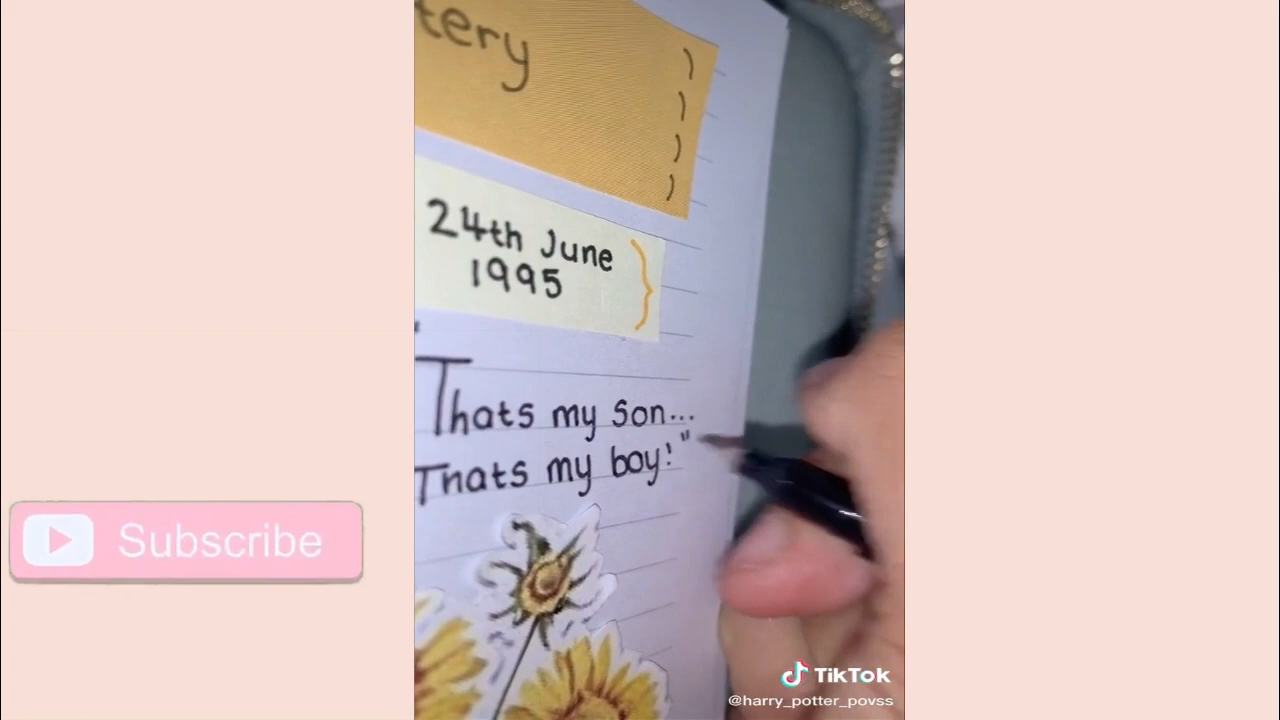 tery
24th June
1995
"
Thats my son...
Thats my boy!"
Subscribe
TikTok
@harry_potter_povss